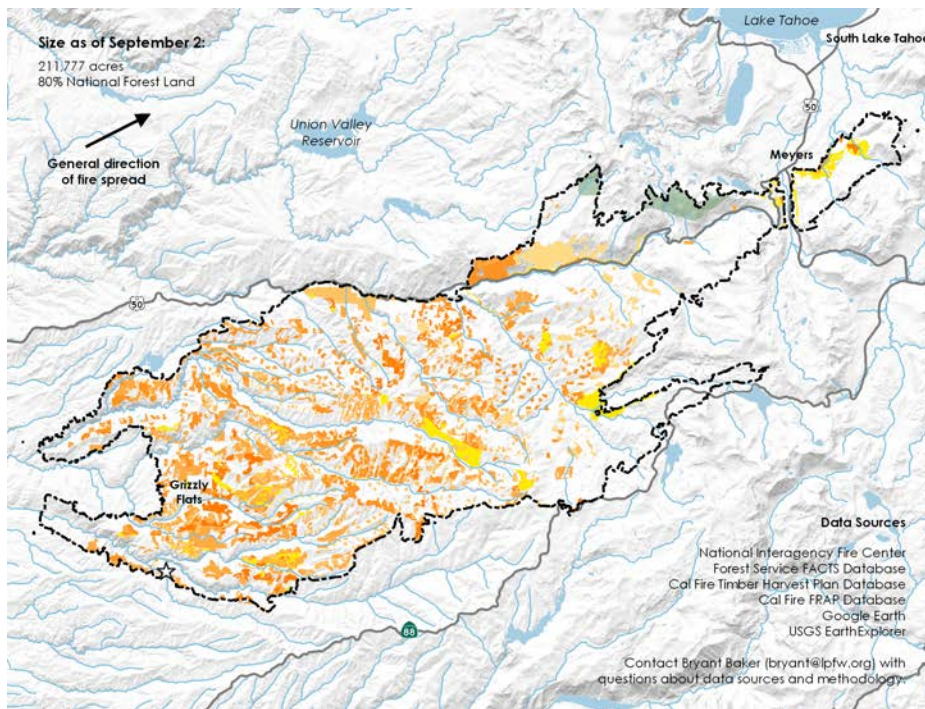 Size as of September 2:
211,777 acres
80% National Forest Land
General direction
of fire spread
Union Valley
Reservoir
Lake Tahoe
South Lake Tahoe
50
Meyers
50
Grizzly
Flats
88
Data Sources
National Interagency Fire Center
Forest Service FACTS Database
Cal Fire Timber Harvest Plan Database
Cal Fire FRAP Database
Google Earth
USGS EarthExplorer
Contact Bryant Baker (bryant@lpfw.org) with
questions about data sources and methodology.